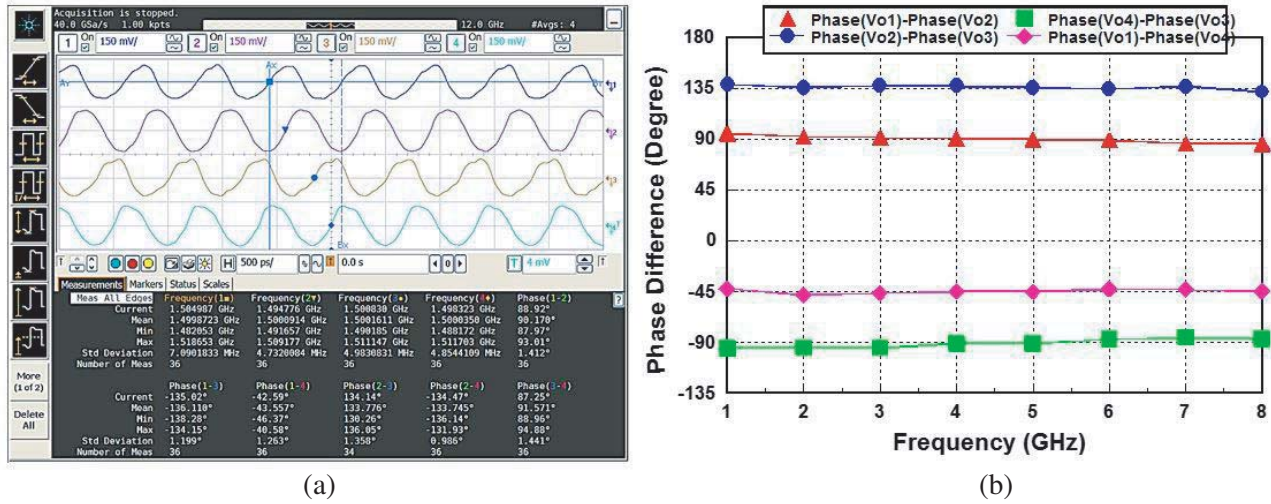 Acquisition is stopped.
40.0 GSa/s 1.00 kpts 12.0 GHz #Avgs: 4
1 On 150 mV/ 2 On 150 mV/ 3 On 150 mV/ 4 On 150 mV/
Ax
Ay
1
2
3
T
Bx
More
(1 of 2)
Delete
All
T H 500 ps/ T 0.0 s 0 T 4 mV T
Measurements Markers Status Scales
Meas All Edges Frequency(1■) Frequency(2▼) Frequency(3●) Frequency(4♦) Phase(1-2) ?
Current 1.504987 GHz 1.494776 GHz 1.500830 GHz 1.498323 GHz 88.92°
Mean 1.4998723 GHz 1.5000914 GHz 1.5001611 GHz 1.5000350 GHz 90.170°
Min 1.482053 GHz 1.491657 GHz 1.490185 GHz 1.488172 GHz 87.97°
Max 1.518653 GHz 1.509177 GHz 1.511147 GHz 1.511703 GHz 93.01°
Std Deviation 7.0901833 MHz 4.7320084 MHz 4.9830831 MHz 4.8544109 MHz 1.412°
Number of Meas 36 36 36 36 36
Phase(1-3) Phase(1-4) Phase(2-3) Phase(2-4) Phase(3-4)
Current -135.02° -42.59° 134.14° -134.47° 87.25°
Mean -136.110° -43.557° 133.776° -133.745° 91.571°
Min -138.28° -46.37° 130.26° -136.14° 88.96°
Max -134.15° -40.58° 136.05° -131.93° 94.88°
Std Deviation 1.199° 1.263° 1.358° 0.986° 1.441°
Number of Meas 36 36 34 36 36
(a)
Phase(Vo1)-Phase(Vo2) Phase(Vo4)-Phase(Vo3)
Phase(Vo2)-Phase(Vo3) Phase(Vo1)-Phase(Vo4)
Phase Difference (Degree)
180
135
90
45
0
-45
-90
-135
1 2 3 4 5 6 7 8
Frequency (GHz)
(b)